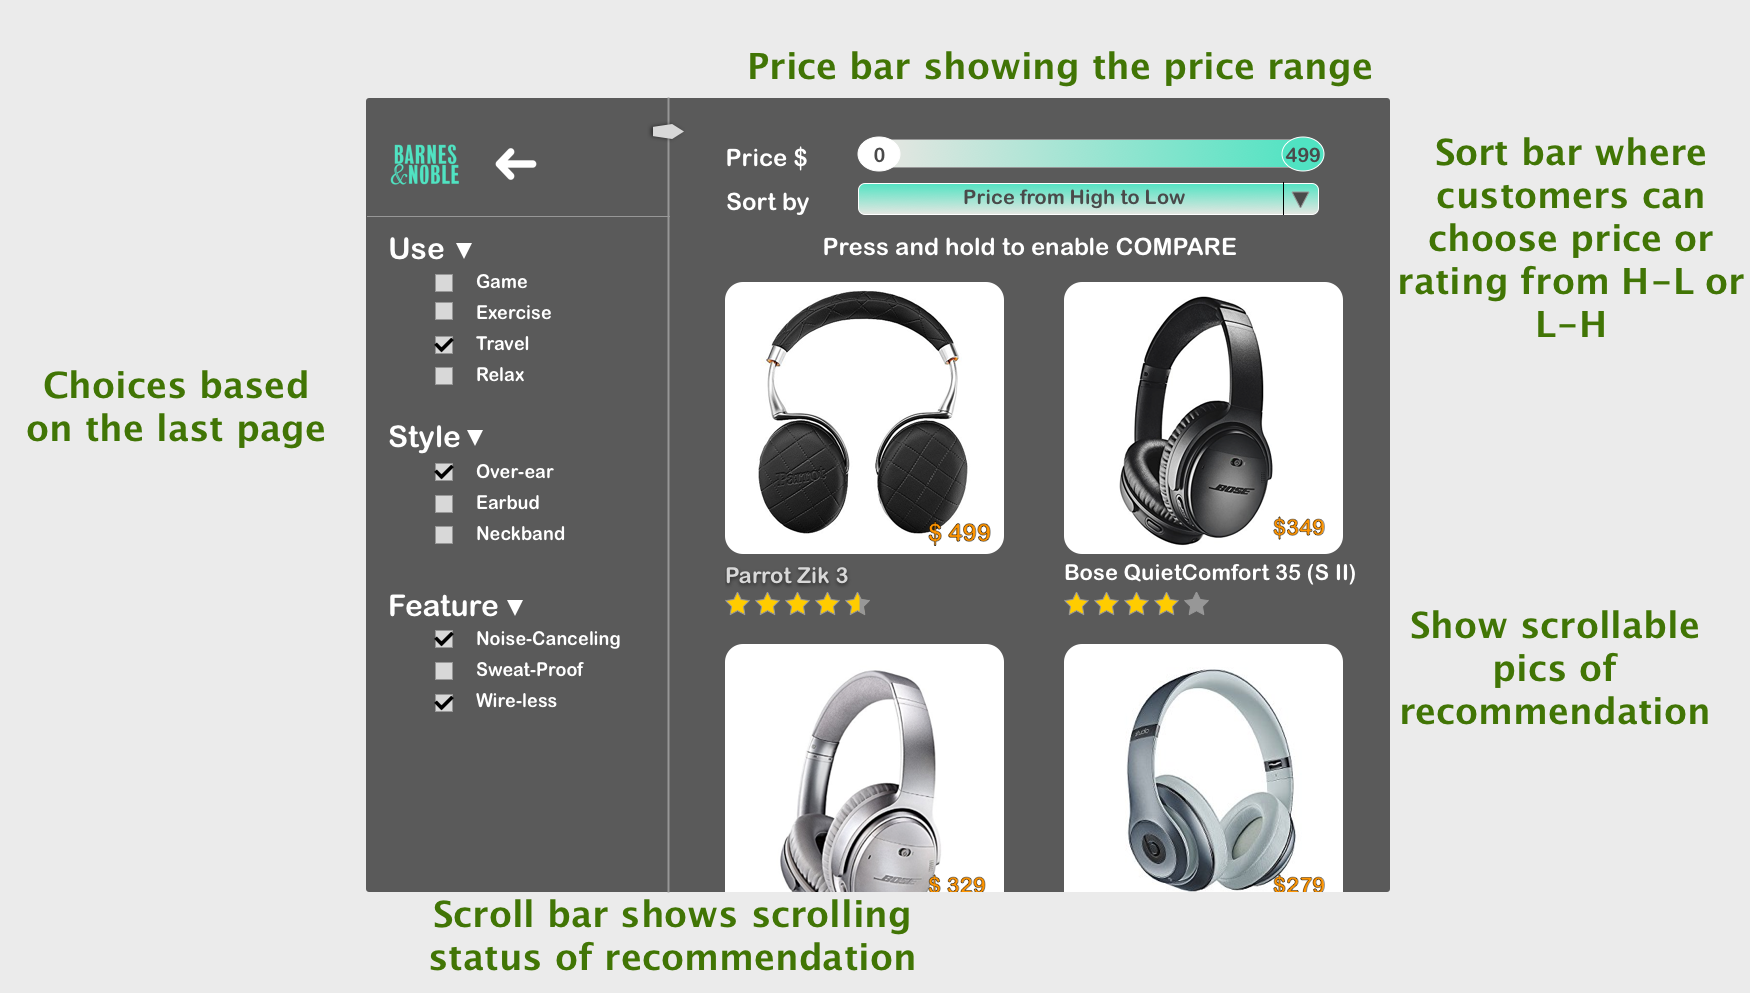 Price bar showing the price range
BARNES
&NOBLE
Price $
0
499
Sort by
Price from High to Low
Press and hold to enable COMPARE
Use
Game
Exercise
Travel
Relax
Style
Over-ear
Earbud
Neckband
Feature
Noise-Canceling
Sweat-Proof
Wire-less
Parrot
$ 499
Parrot Zik 3
BOSE
$349
Bose QuietComfort 35 (S II)
BOSE
$ 329
studio
b
$279
Choices based
on the last page
Sort bar where
customers can
choose price or
rating from H-L or
L-H
Show scrollable
pics of
recommendation
Scroll bar shows scrolling
status of recommendation